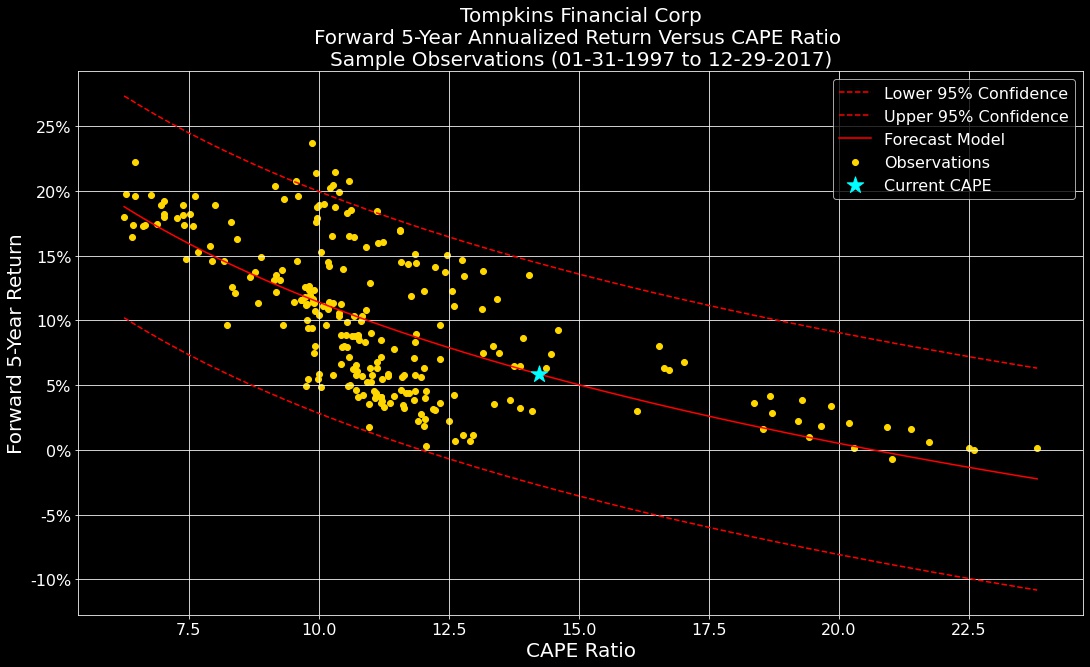 Tompkins Financial Corp
Forward 5-Year Annualized Return Versus CAPE Ratio
Sample Observations (01-31-1997 to 12-29-2017)
Lower 95% Confidence
Upper 95% Confidence
Forecast Model
Observations
Current CAPE
Forward 5-Year Return
25%
20%
15%
10%
5%
0%
-5%
-10%
7.5 10.0 12.5 15.0 17.5 20.0 22.5
CAPE Ratio